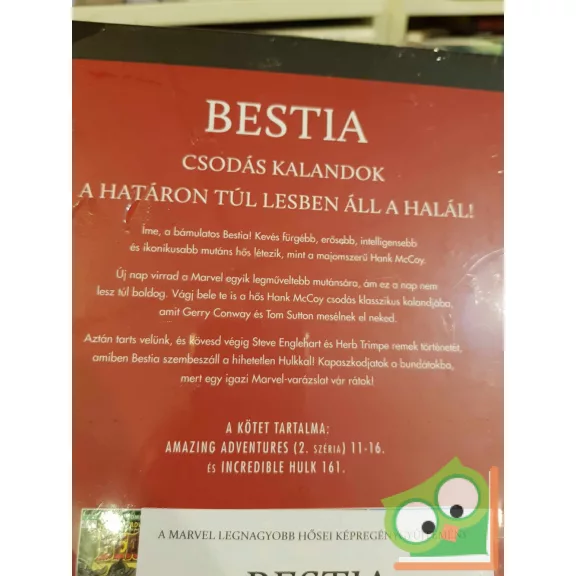 BESTIA
CSODÁS KALANDOK
A HATÁRON TÚL LESBEN ÁLL A HALÁL!
Íme, a bámulatos Bestia! Kevés fürgébb, erősebb, intelligensebb
és ikonikusabb mutáns hős létezik, mint a majomszerű Hank McCoy.
Új nap virrad a Marvel egyik legműveltebb mutánsára, ám ez a nap nem
lesz túl boldog. Vágj bele te is a hős Hank McCoy csodás klasszikus kalandjába,
amit Gerry Conway és Tom Sutton mesélnek el neked.
Aztán tarts velünk, és kövesd végig Steve Englehart és Herb Trimpe remek történetét,
amiben Bestia szembeszáll a hihetetlen Hulkkal! Kapaszkodjatok a bundátokba,
mert egy igazi Marvel-varázslat vár rátok!
A KÖTET TARTALMA:
AMAZING ADVENTURES (2. SZÉRIA) 11-16.
ÉS INCREDIBLE HULK 161.
A MARVEL LEGNAGYOBB HŐSEI KÉPREGÉNY
BESTIA